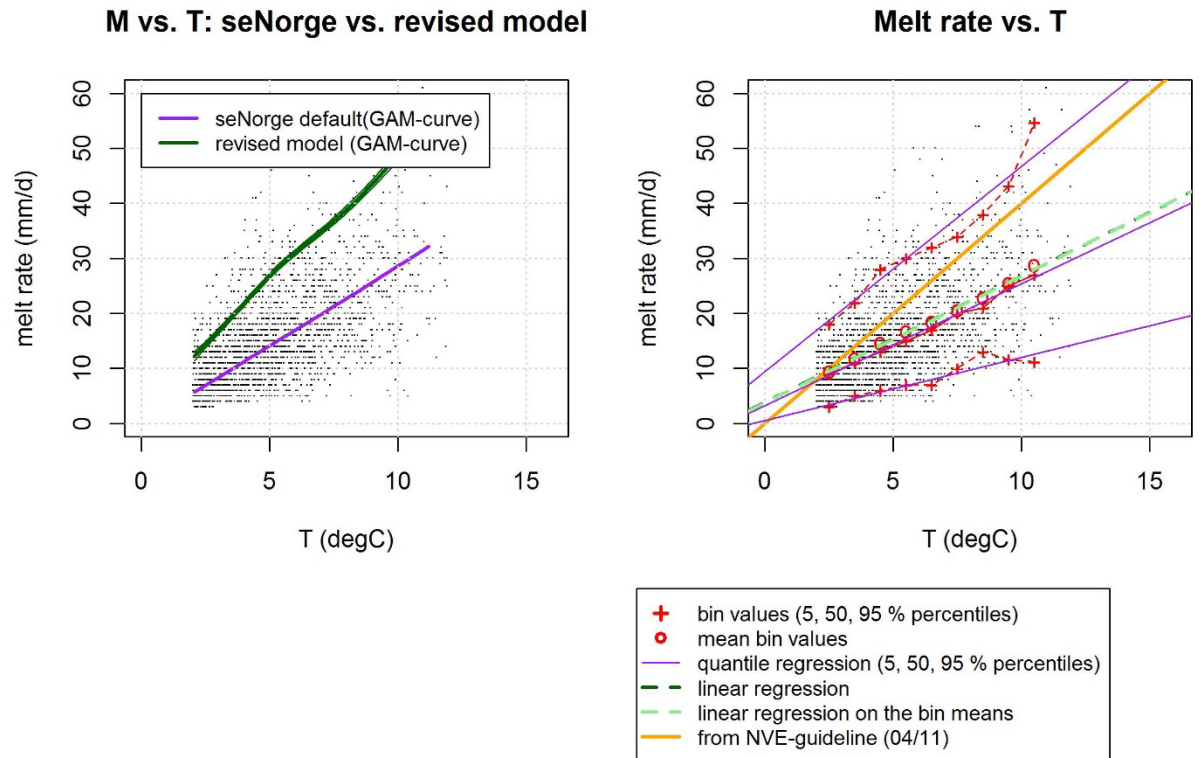 M vs. T: seNorge vs. revised model
60
50
40
30
20
10
0
melt rate (mm/d)
seNorge default(GAM-curve)
revised model (GAM-curve)
0 5 10 15
T (degC)
Melt rate vs. T
60
50
40
30
20
10
0
melt rate (mm/d)
0 5 10 15
T (degC)
bin values (5, 50, 95 % percentiles)
mean bin values
quantile regression (5, 50, 95 % percentiles)
linear regression
linear regression on the bin means
from NVE-guideline (04/11)